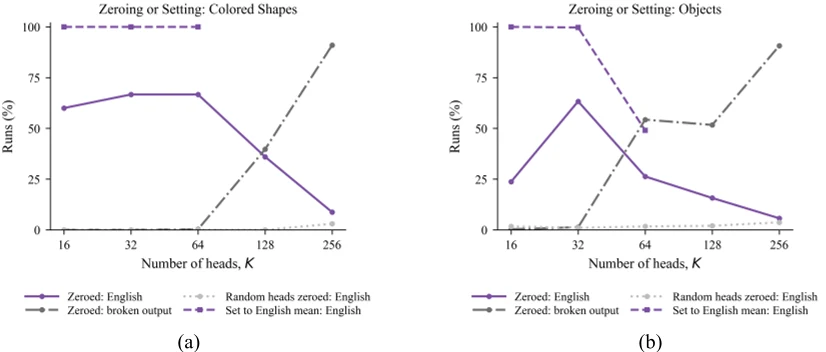 Zeroing or Setting: Colored Shapes
100
75
50
25
0
Runs (%)
16 32 64 128 256
Number of heads, K
Zeroed: English
Random heads zeroed: English
Zeroed: broken output
Set to English mean: English
(a)
Zeroing or Setting: Objects
100
75
50
25
0
Runs (%)
16 32 64 128 256
Number of heads, K
Zeroed: English
Random heads zeroed: English
Zeroed: broken output
Set to English mean: English
(b)